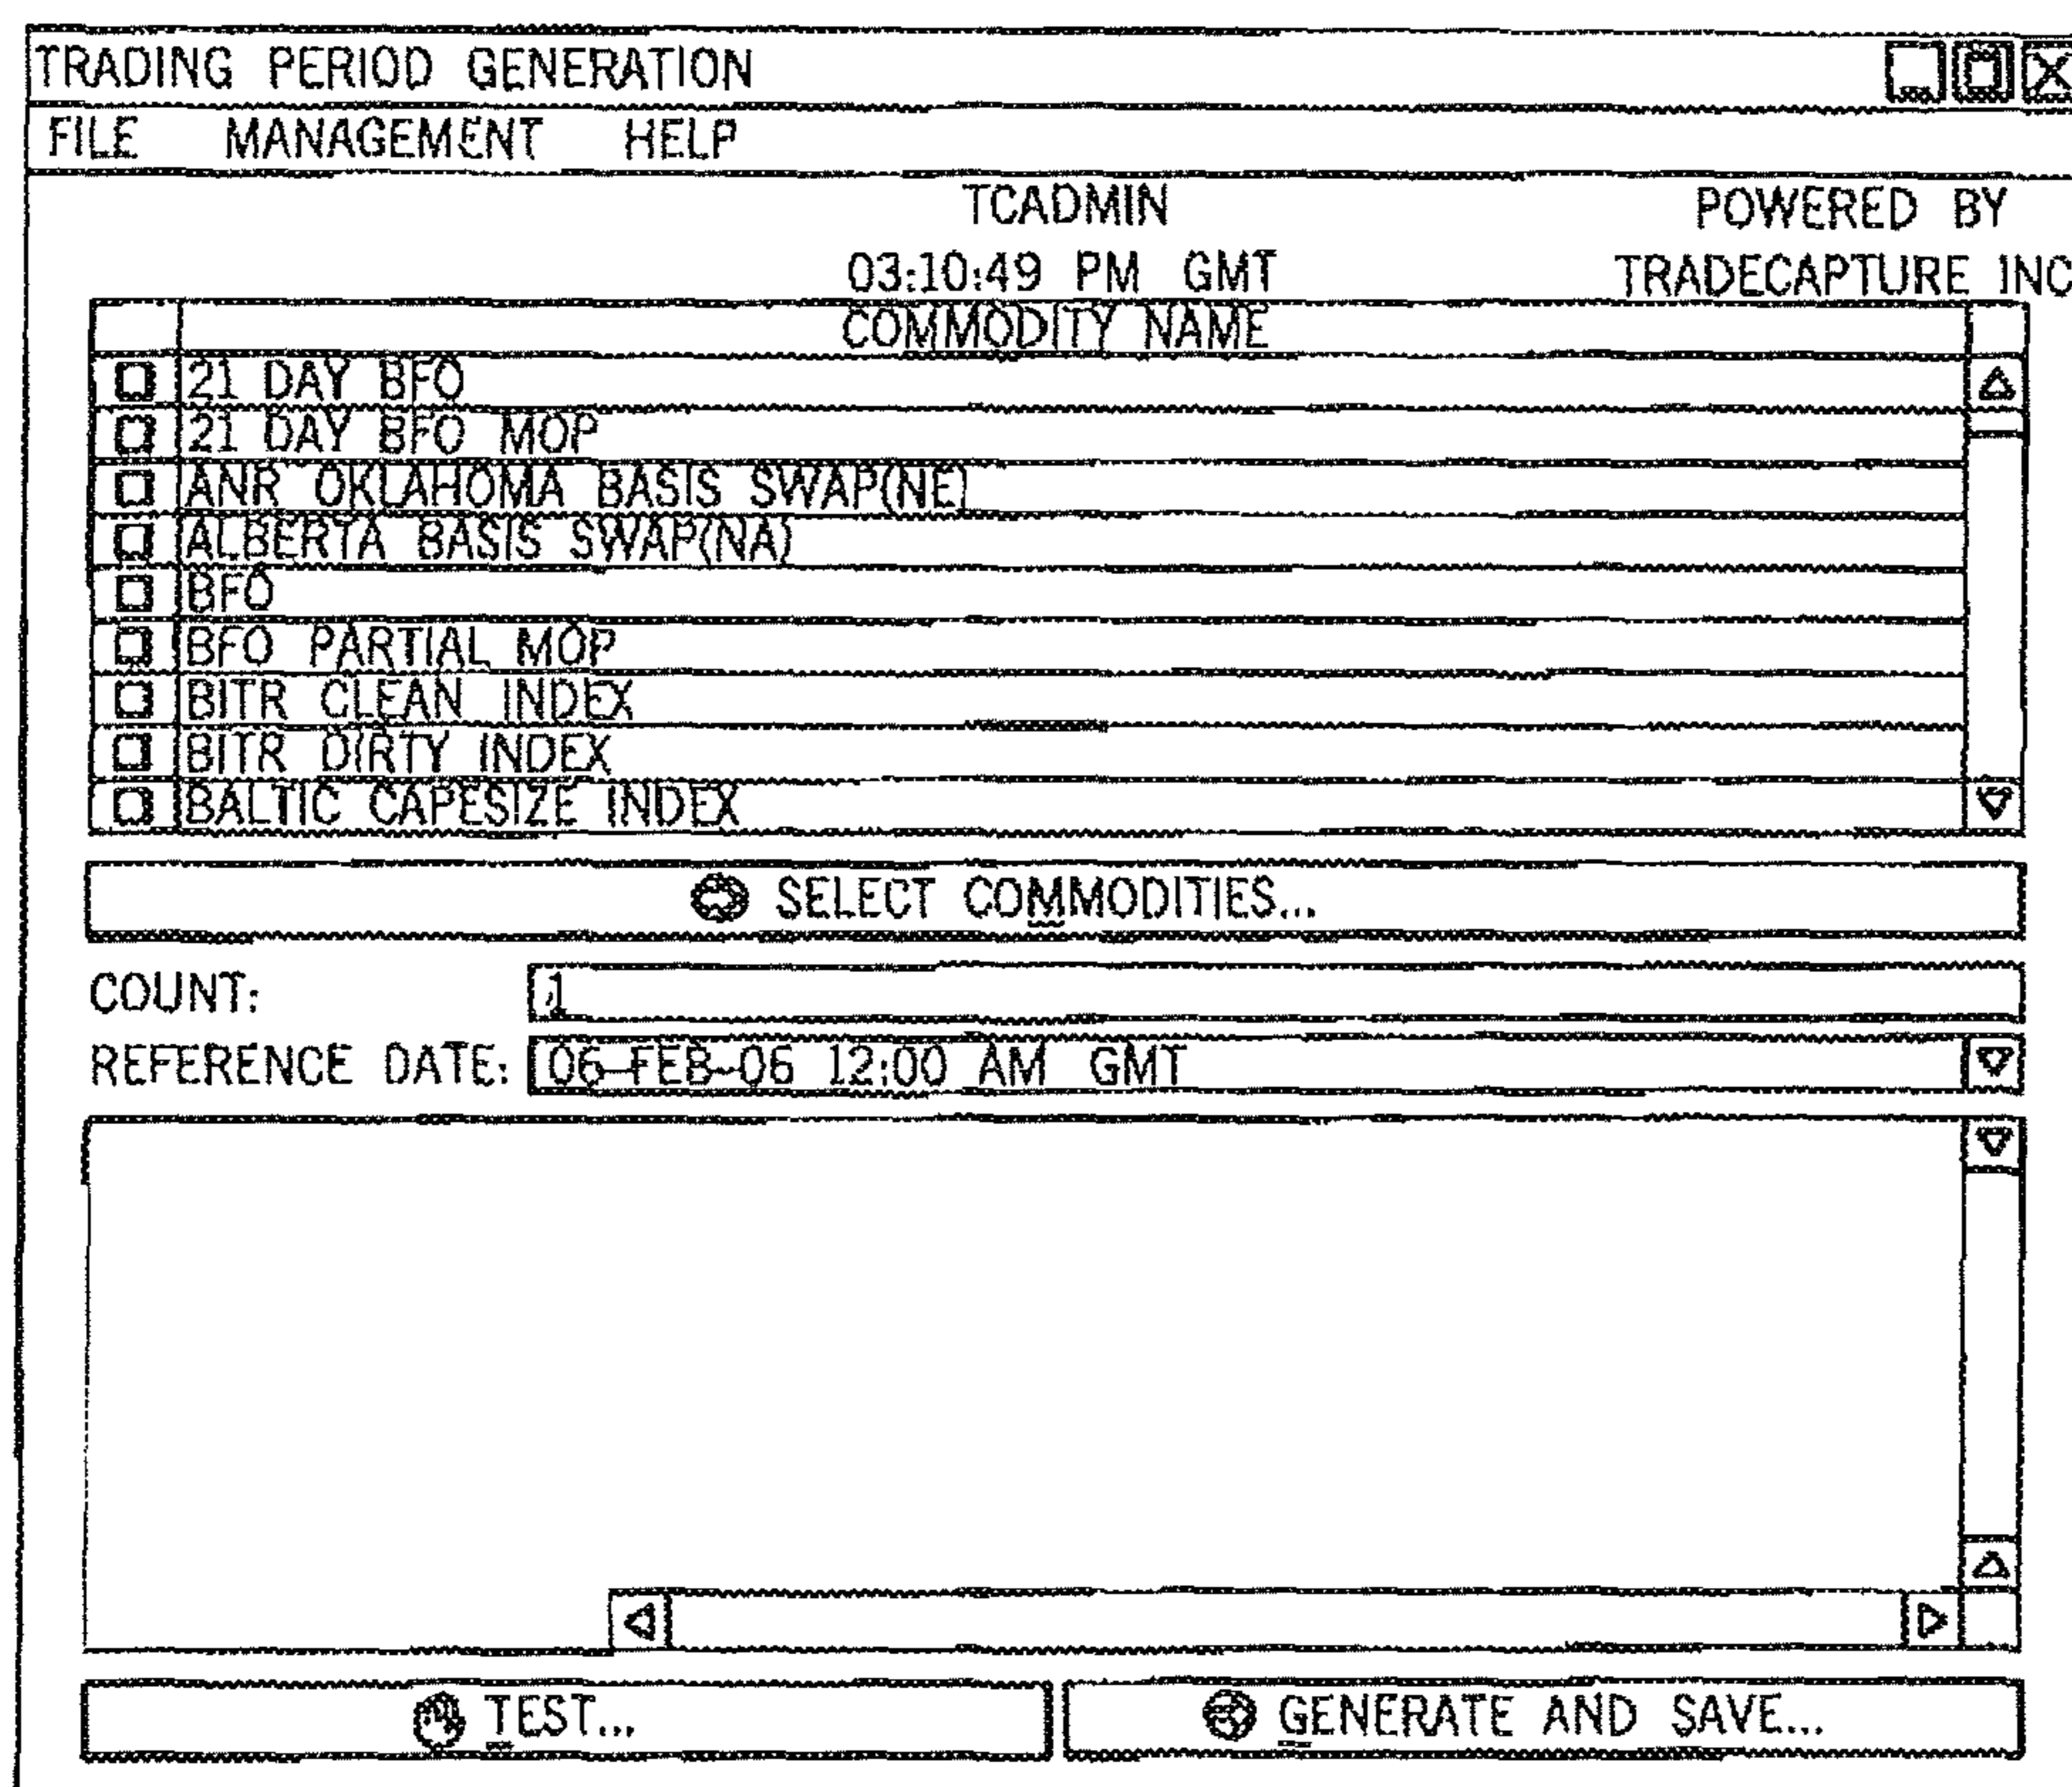 TRADING PERIOD GENERATION
FILE MANAGEMENT HELP
TCADMIN POWERED BY
03:10:49 PM GMT TRADECAPTURE INC
COMMODITY NAME
21 DAY BFO
21 DAY BFO MOP
ANR OKLAHOMA BASIS SWAP(NE)
ALBERTA BASIS SWAP(NA)
BFO
BFO PARTIAL MOP
BITR CLEAN INDEX
BITR DIRTY INDEX
BALTIC CAPESIZE INDEX
SELECT COMMODITIES...
COUNT: 1
REFERENCE DATE: 06-FEB-06 12:00 AM GMT
TEST... GENERATE AND SAVE...